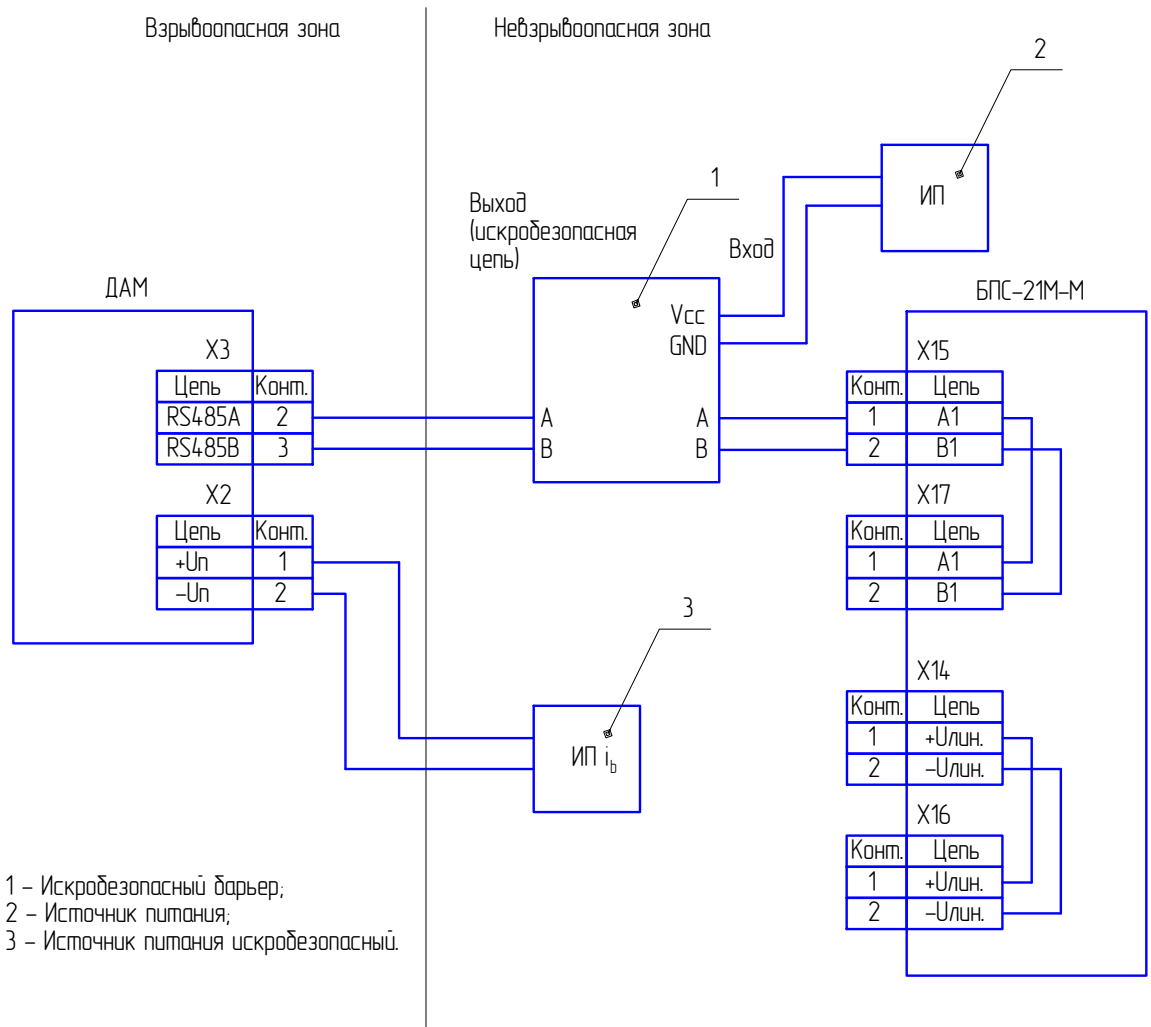 Взрывоопасная зона
Невзрывоопасная зона
2
ИП
1
Выход
(искробезопасная
цепь)
Вход
Vcc
GND
A
B
A
B
ДАМ
X3
Цепь Конт.
RS485A 2
RS485B 3
X2
Цепь Конт.
+Uп 1
–Uп 2
3
ИП ib
БПС-21М-М
X15
Конт. Цепь
1 A1
2 B1
X17
Конт. Цепь
1 A1
2 B1
X14
Конт. Цепь
1 +Uлин.
2 –Uлин.
X16
Конт. Цепь
1 +Uлин.
2 –Uлин.
1 – Искробезопасный барьер;
2 – Источник питания;
3 – Источник питания искробезопасный.